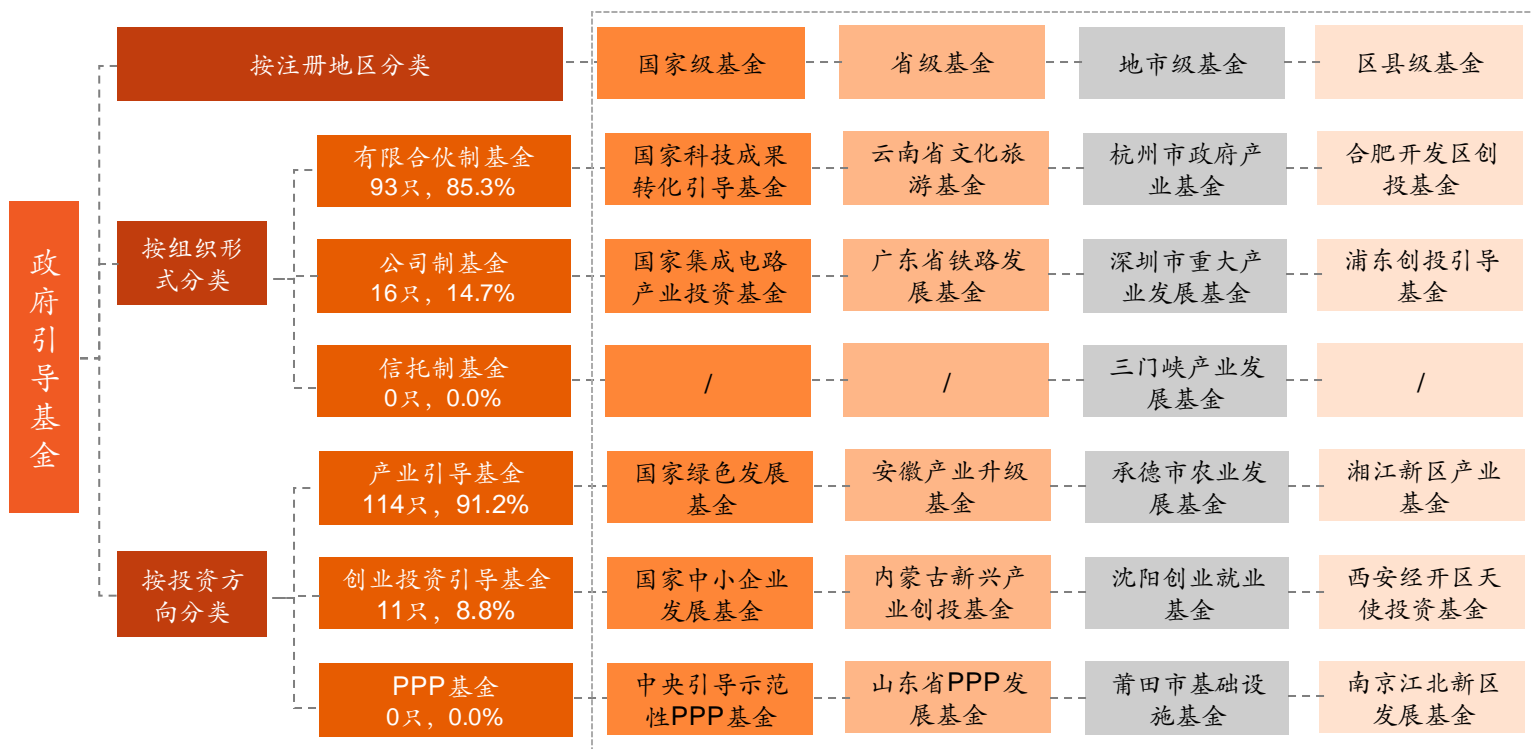 政府引导基金
按注册地区分类
国家级基金
省级基金
地市级基金
区县级基金
按组织形
式分类
有限合伙制基金
93只，85.3%
国家科技成果
转化引导基金
云南省文化旅
游基金
杭州市政府产
业基金
合肥开发区创
投基金
公司制基金
16只，14.7%
国家集成电路
产业投资基金
广东省铁路发
展基金
深圳市重大产
业发展基金
浦东创投引导
基金
信托制基金
0只，0.0%
/
/
三门峡产业发
展基金
/
按投资方
向分类
产业引导基金
114只，91.2%
国家绿色发展
基金
安徽产业升级
基金
承德市农业发
展基金
湘江新区产业
基金
创业投资引导基金
11只，8.8%
国家中小企业
发展基金
内蒙古新兴产
业创投基金
沈阳创业就业
基金
西安经开区天
使投资基金
PPP基金
0只，0.0%
中央引导示范
性PPP基金
山东省PPP发
展基金
莆田市基础设
施基金
南京江北新区
发展基金